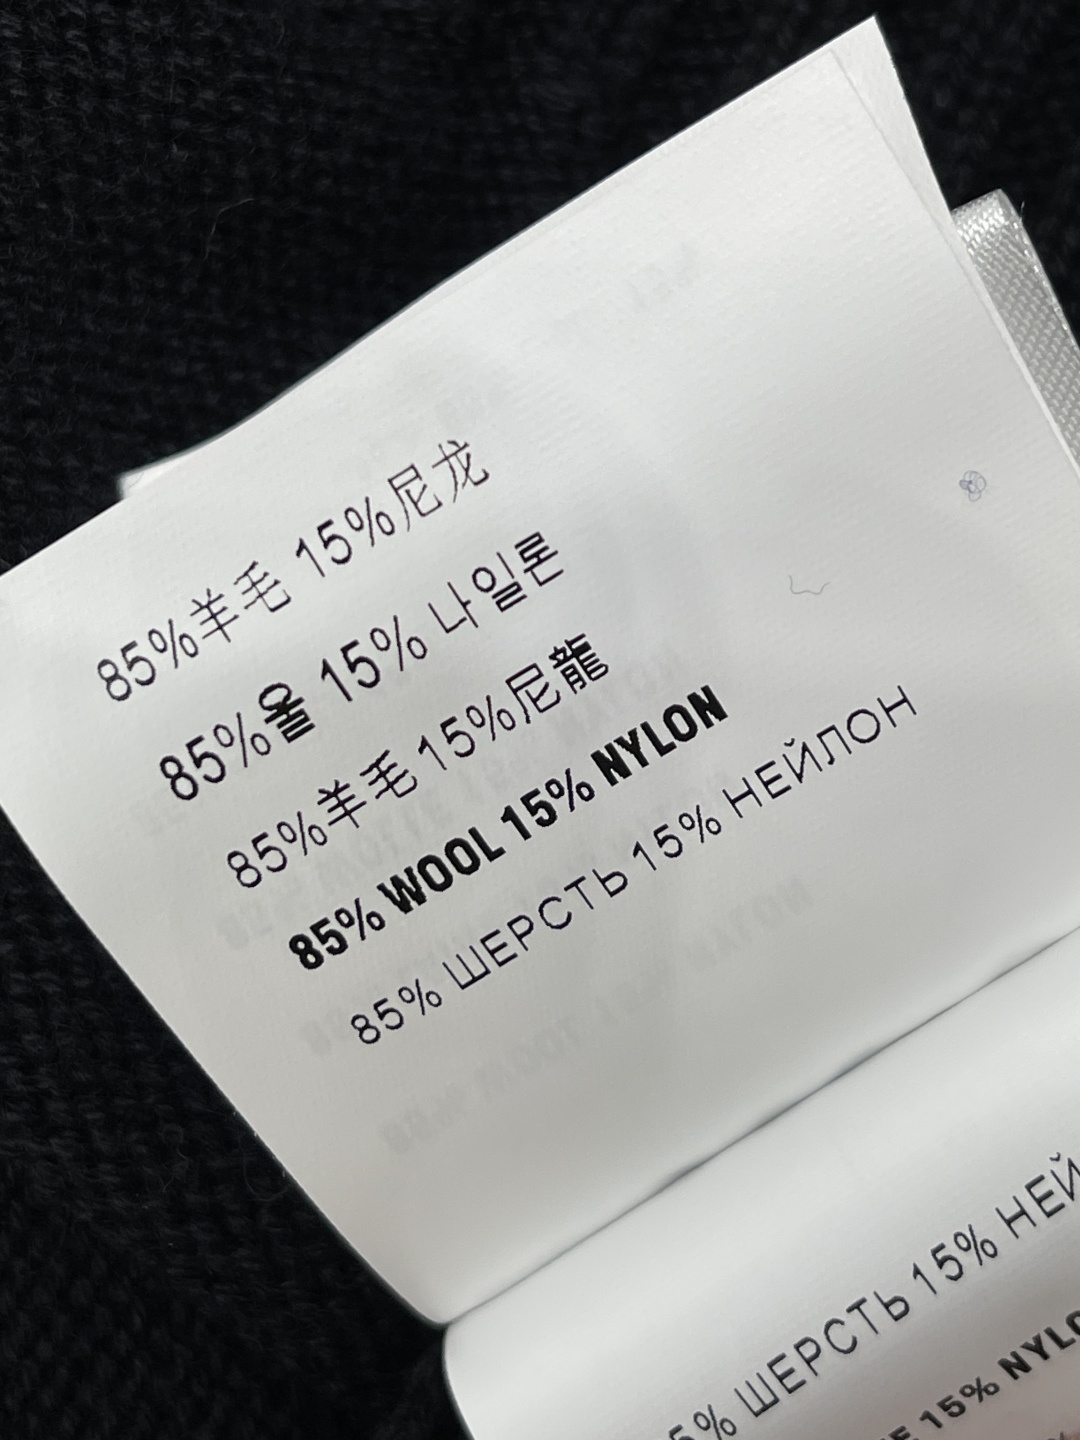 85%羊毛 15%尼龙
85%울 15% 나일론
85%羊毛 15%尼龍
85% WOOL 15% NYLON
85% ШЕРСТЬ 15% НЕЙЛОН
5% ШЕРСТЬ 15% НЕЙ
E 15% NYLO